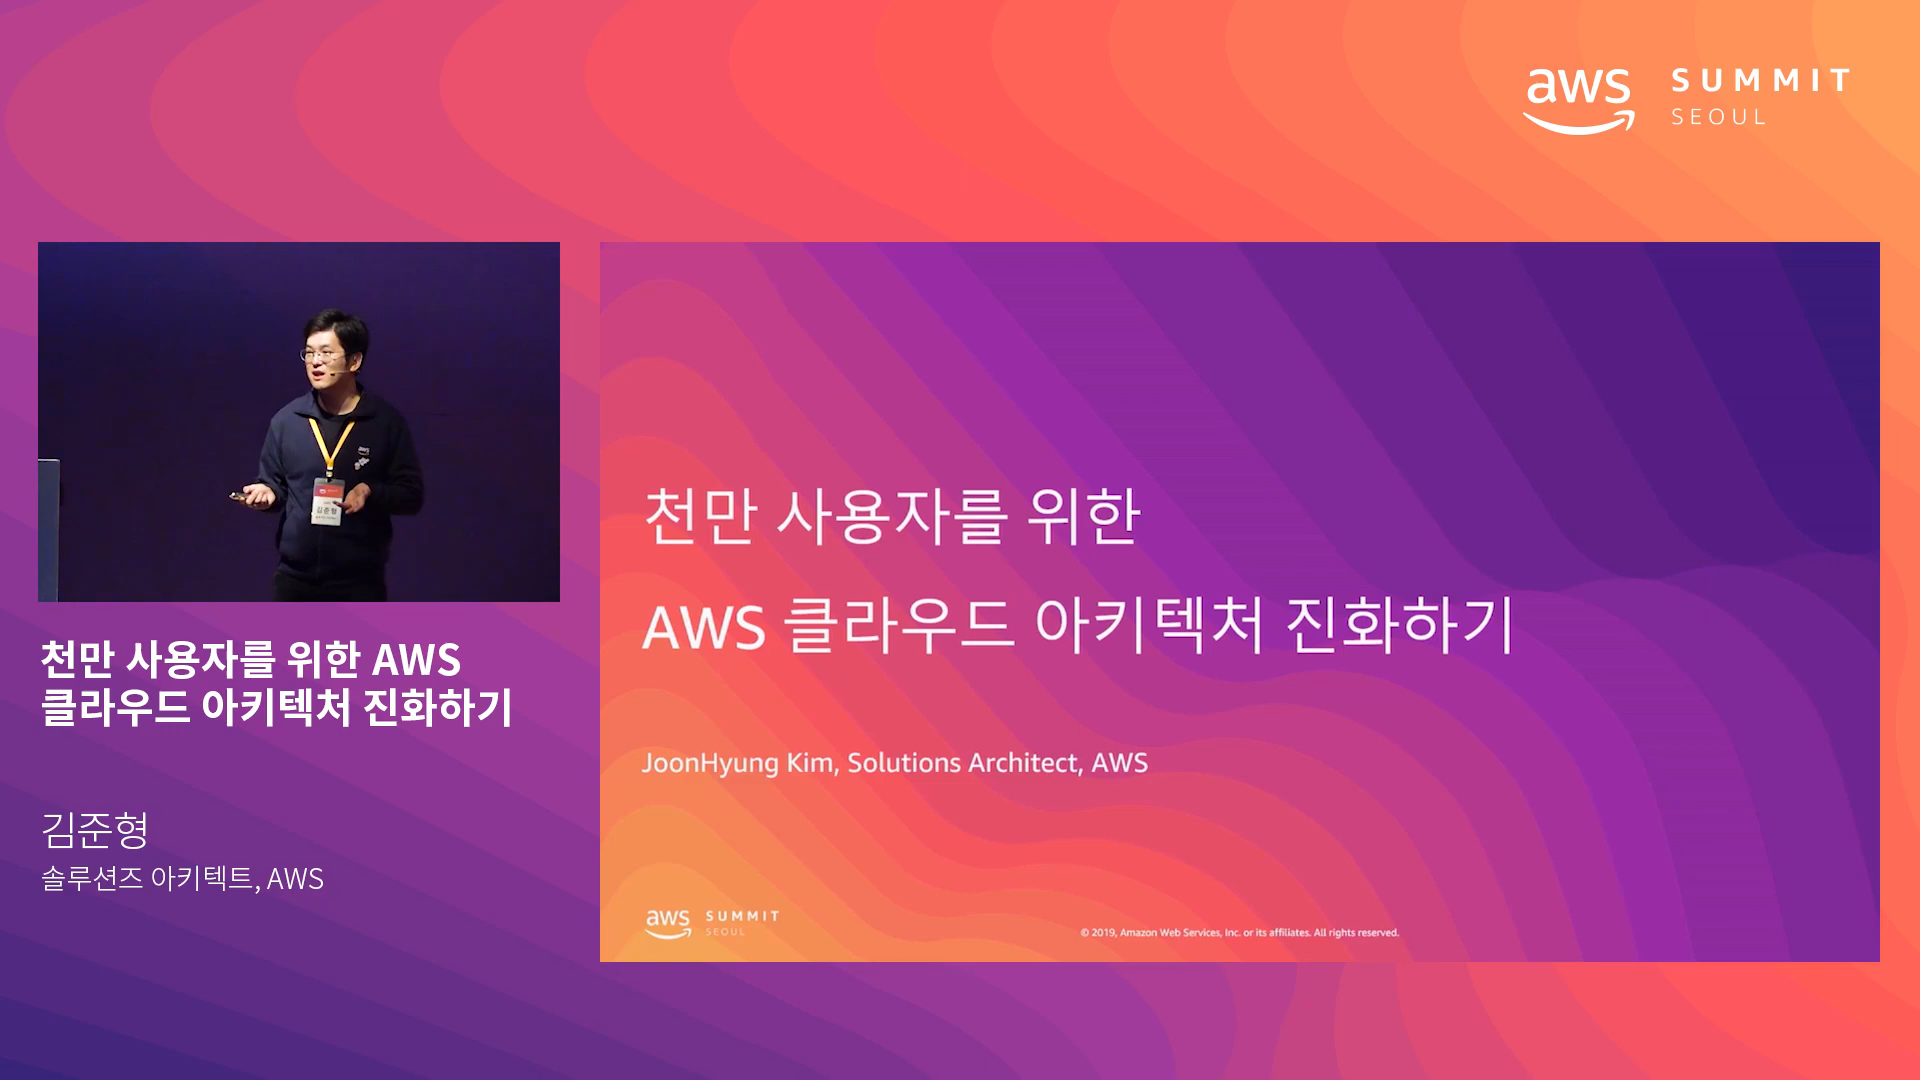 aws SUMMIT
SEOUL
aws
김준형
천만 사용자를 위한 AWS
클라우드 아키텍처 진화하기
김준형
솔루션즈 아키텍트, AWS
천만 사용자를 위한
AWS 클라우드 아키텍처 진화하기
JoonHyung Kim, Solutions Architect, AWS
aws SUMMIT
SEOUL
© 2019, Amazon Web Services, Inc. or its affiliates. All rights reserved.